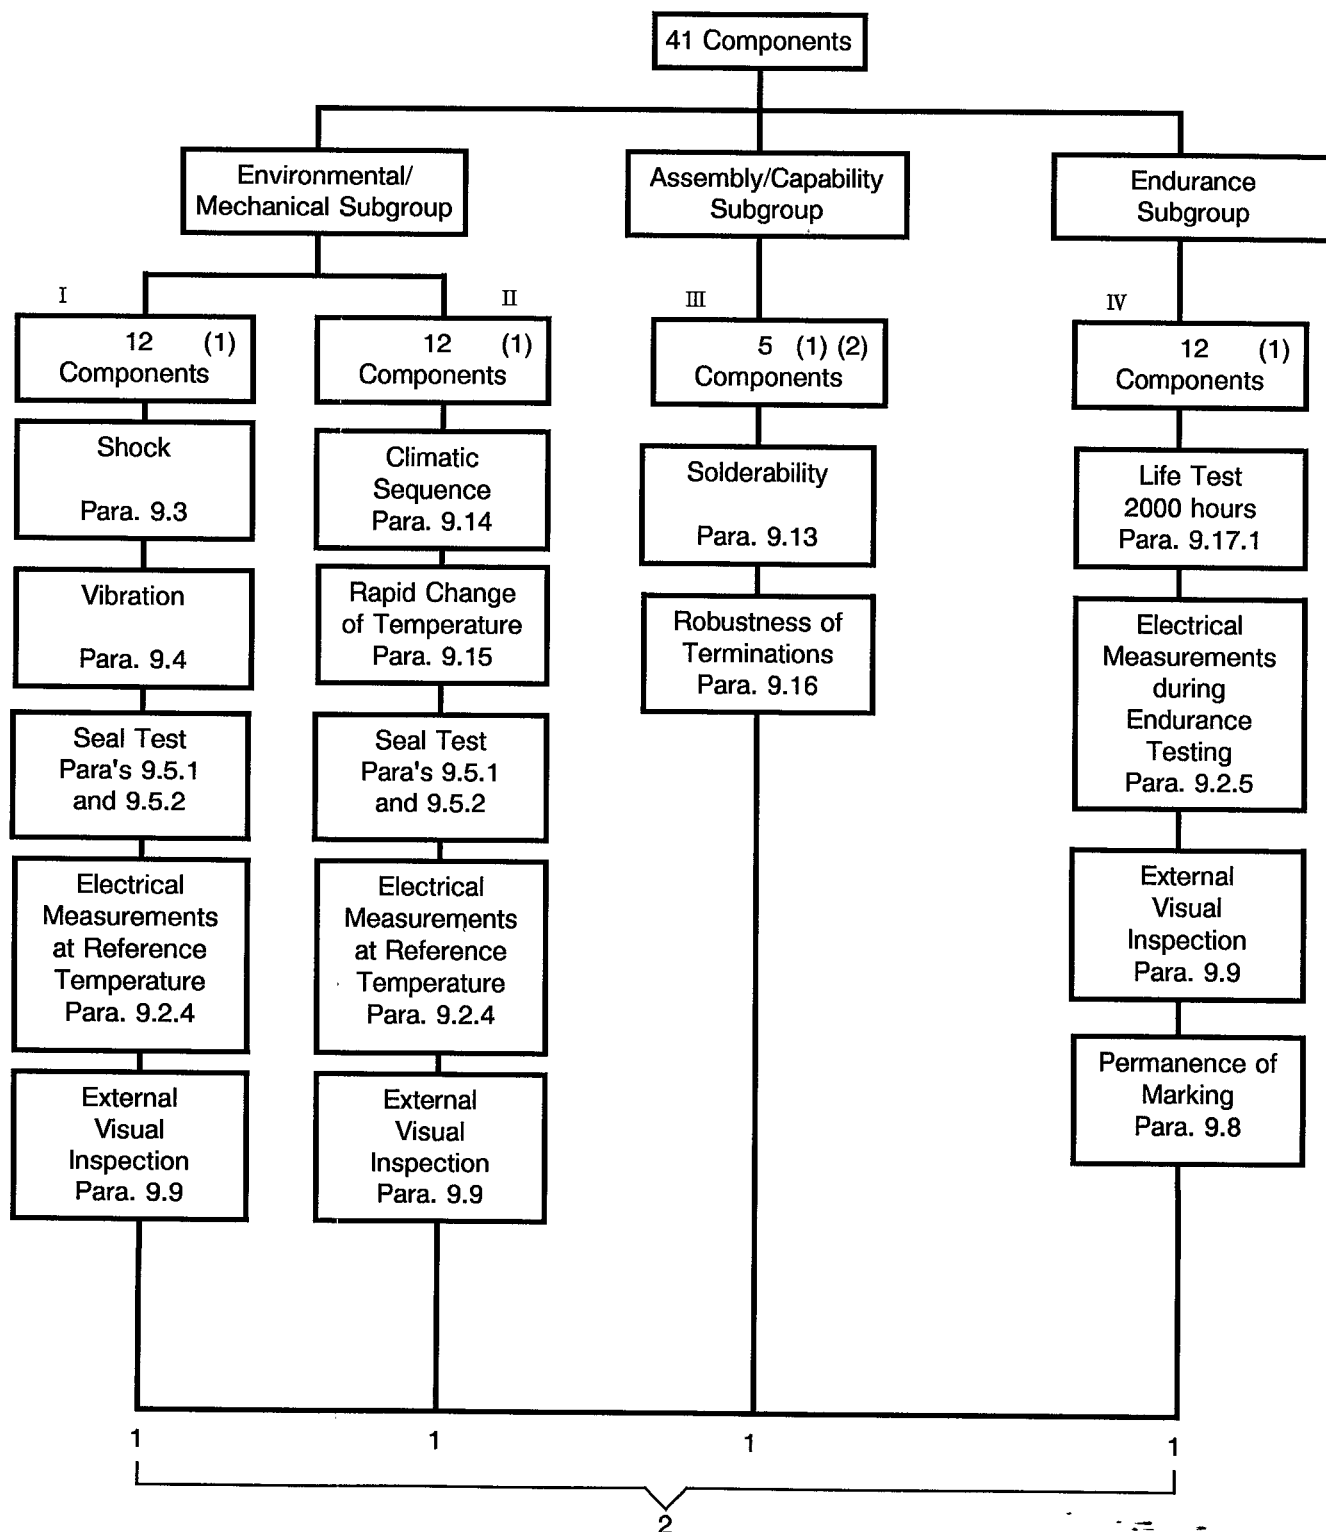 41 Components
Environmental/
Mechanical Subgroup
Assembly/Capability
Subgroup
Endurance
Subgroup
I
12 (1)
Components
Shock
Para. 9.3
Vibration
Para. 9.4
Seal Test
Para's 9.5.1
and 9.5.2
Electrical
Measurements
at Reference
Temperature
Para. 9.2.4
External
Visual
Inspection
Para. 9.9
II
12 (1)
Components
Climatic
Sequence
Para. 9.14
Rapid Change
of Temperature
Para. 9.15
Seal Test
Para's 9.5.1
and 9.5.2
Electrical
Measurements
at Reference
Temperature
Para. 9.2.4
External
Visual
Inspection
Para. 9.9
III
5 (1) (2)
Components
Solderability
Para. 9.13
Robustness of
Terminations
Para. 9.16
IV
12 (1)
Components
Life Test
2000 hours
Para. 9.17.1
Electrical
Measurements
during
Endurance
Testing
Para. 9.2.5
External
Visual
Inspection
Para. 9.9
Permanence of
Marking
Para. 9.8
1 1 1 1
2